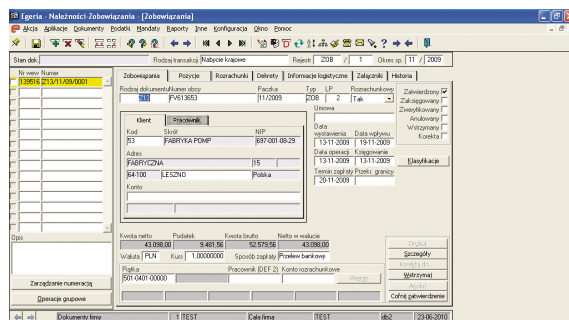 Egeria - Należności-Zobowiązania - [Zobowiązania]
Akcja Aplikacje Dokumenty Podatki Mandaty Raporty Inne Konfiguracja Okno Pomoc
Stan dok. Rodzaj transakcji Nabycie krajowe Rejestr ZOB / 1 Okres sp. 11 / 2009
Nr wew Numer
139516 Z13/11/09/0001
Zobowiązania Pozycje Rozrachunki Dekrety Informacje logistyczne Załączniki Historia
Rodzaj dokumentu Numer obcy Paczka Typ LP Rozrachunkowy
Z13 FV613653 11/2009 ZOB 2 Tak
Zatwierdzony
Zaksięgowany
Zweryfikowany
Anulowany
Wstrzymany
Korekta
Umowa
Klient Pracownik
Kod Skrót NIP
53 FABRYKA POMP 697-001-08-29
Adres
FABRYCZNA 15
64-100 LESZNO Polska
Konto
Data
wystawienia Data wpływu
13-11-2009 19-11-2009
Data operacji Księgowanie
13-11-2009 13-11-2009
Termin zapłaty Przekr. granicy
20-11-2009
Klasyfikacje
Opis
Kwota netto Podatek Kwota brutto Netto w walucie
43.098,00 9.481,56 52.579,56 43.098,00
Waluta PLN Kurs 1,00000000 Sposób zapłaty Przelew bankowy
Piątka Pracownik (DEF 2) Konto rozrachunkowe
501-0401-00000 Więcej
Drukuj
Szczegóły
Korekta do...
Wstrzymaj
Anuluj
Cofnij zatwierdzenie
Zarządzanie numeracją
Operacje grupowe
Dokumenty firmy 1 TEST Cała firma TEST db2 23-06-2010